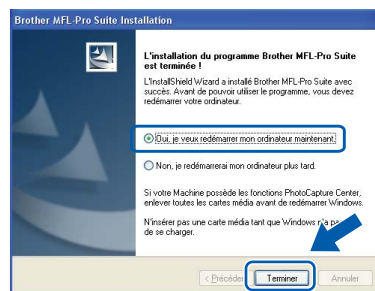 Brother MFL-Pro Suite Installation
L'installation du programme Brother MFL-Pro Suite
est terminée !
L'InstallShield Wizard a installé Brother MFL-Pro Suite avec
succès. Avant de pouvoir utiliser le programme, vous devez
redémarrer votre ordinateur.
Oui, je veux redémarrer mon ordinateur maintenant.
Non, je redémarrerai mon ordinateur plus tard.
Si votre Machine possède les fonctions PhotoCapture Center,
enlever toutes les cartes média avant de redémarrer Windows.
N'insérer pas une carte média tant que Windows n'a
de se charger.
Terminer
Annuler